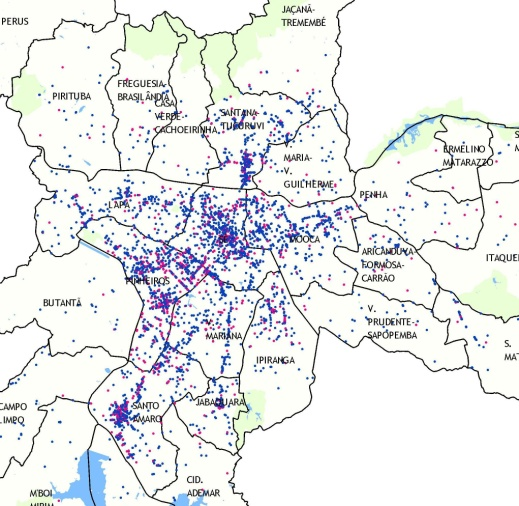 JAÇANÃ-
TREMEMBÉ
PERUS
PIRITUBA
FREGUESIA-
BRASILÂNDIA
CASA
VERDE-
CACHOEIRINHA
SANTANA-
TUCURUVI
V.
MARIA-
V.
GUILHERME
ERMELINO
MATARAZZO
PENHA
LAPA
MOOCA
ARICANDUVA-
FORMOSA-
CARRÃO
ITAQUE
PINHEIROS
BUTANTÃ
V.
PRUDENTE-
SAPOPEMBA
MARIANA
IPIRANGA
S.
MAT
CAMPO
LIMPO
SANTO
AMARO
JABAQUARA
CID.
ADEMAR
M'BOI
MIRIM